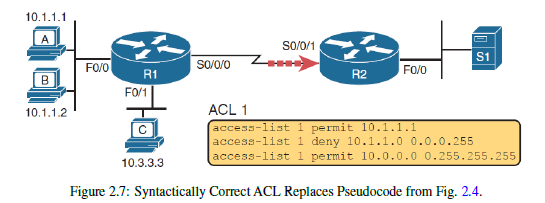 10.1.1.1
A
B
10.1.1.2
F0/0
R1
S0/0/0
F0/1
C
10.3.3.3
S0/0/1
R2
F0/0
S1
ACL 1
access-list 1 permit 10.1.1.1
access-list 1 deny 10.1.1.0 0.0.0.255
access-list 1 permit 10.0.0.0 0.255.255.255
Figure 2.7: Syntactically Correct ACL Replaces Pseudocode from Fig. 2.4.